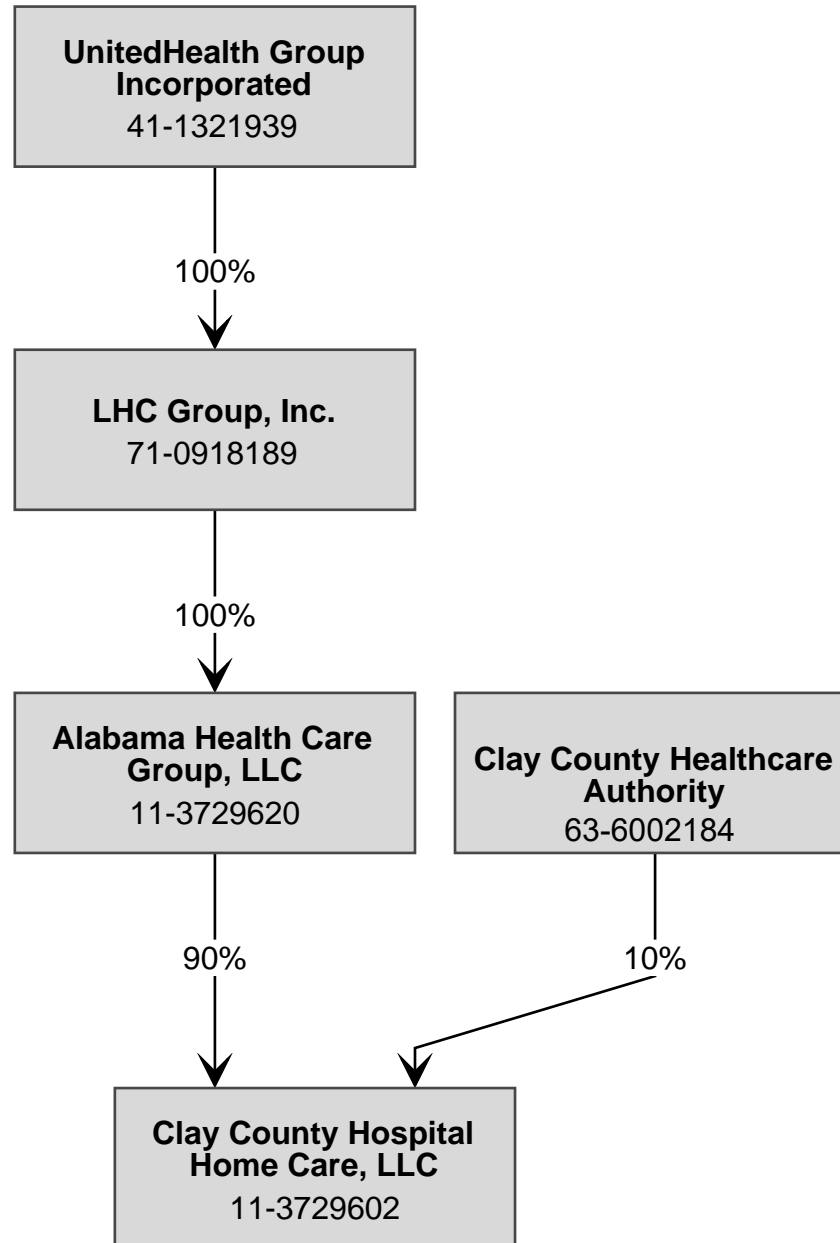 UnitedHealth Group
Incorporated
41-1321939
100%
LHC Group, Inc.
71-0918189
100%
Alabama Health Care
Group, LLC
11-3729620
Clay County Healthcare
Authority
63-6002184
90%
10%
Clay County Hospital
Home Care, LLC
11-3729602